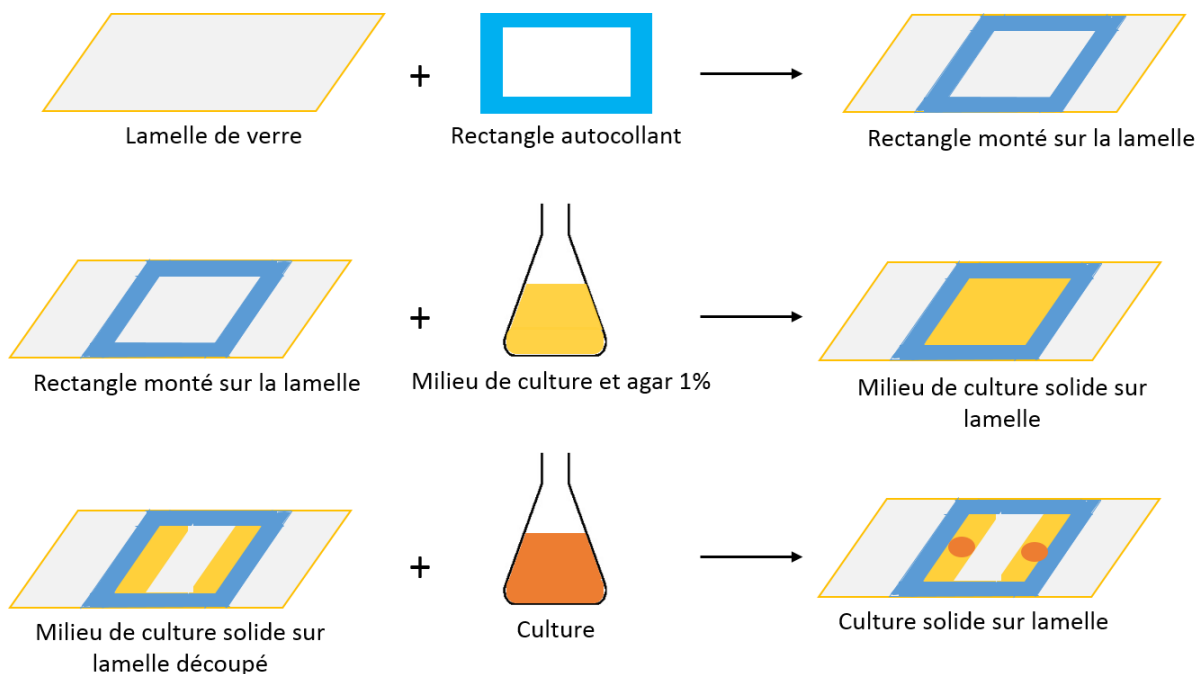 +
Lamelle de verre
Rectangle autocollant
Rectangle monté sur la lamelle
+
Rectangle monté sur la lamelle
Milieu de culture et agar 1%
Milieu de culture solide sur
lamelle
+
Milieu de culture solide sur
lamelle découpé
Culture
Culture solide sur lamelle